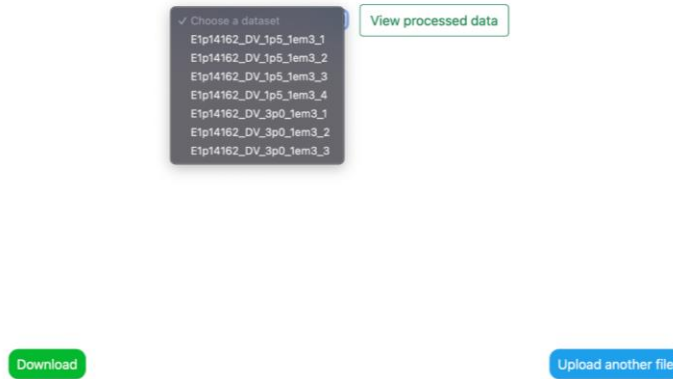 ✓ Choose a dataset
View processed data
E1p14162_DV_1p5_1em3_1
E1p14162_DV_1p5_1em3_2
E1p14162_DV_1p5_1em3_3
E1p14162_DV_1p5_1em3_4
E1p14162_DV_3p0_1em3_1
E1p14162_DV_3p0_1em3_2
E1p14162_DV_3p0_1em3_3
Download
Upload another file